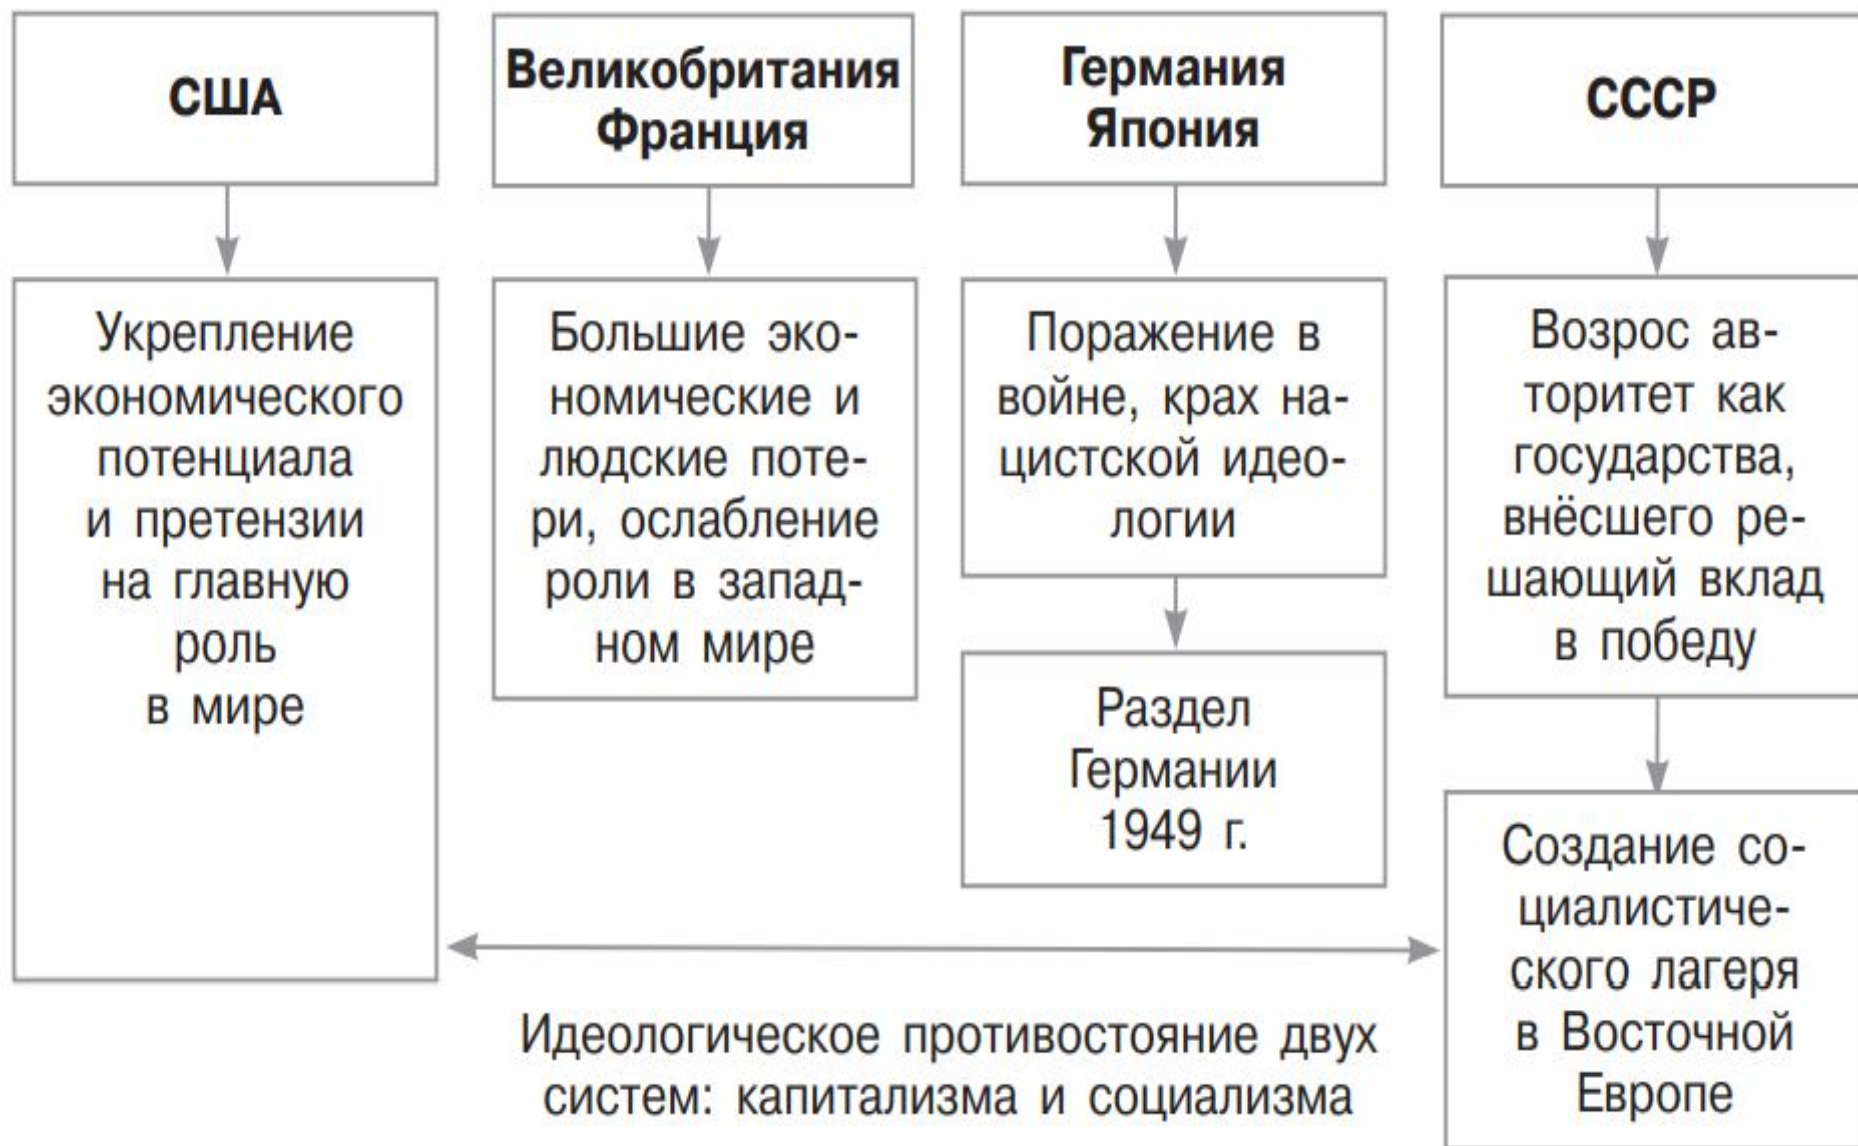 США
Великобритания
Франция
Германия
Япония
СССР
Укрепление
экономического
потенциала
и претензии
на главную
роль
в мире
Большие эко-
номические и
людские поте-
ри, ослабление
роли в запад-
ном мире
Поражение в
войне, крах на-
цистской идео-
логии
Раздел
Германии
1949 г.
Возрос ав-
торитет как
государства,
внёсшего ре-
шающий вклад
в победу
Создание со-
циалистиче-
ского лагеря
в Восточной
Европе
Идеологическое противостояние двух
систем: капитализма и социализма